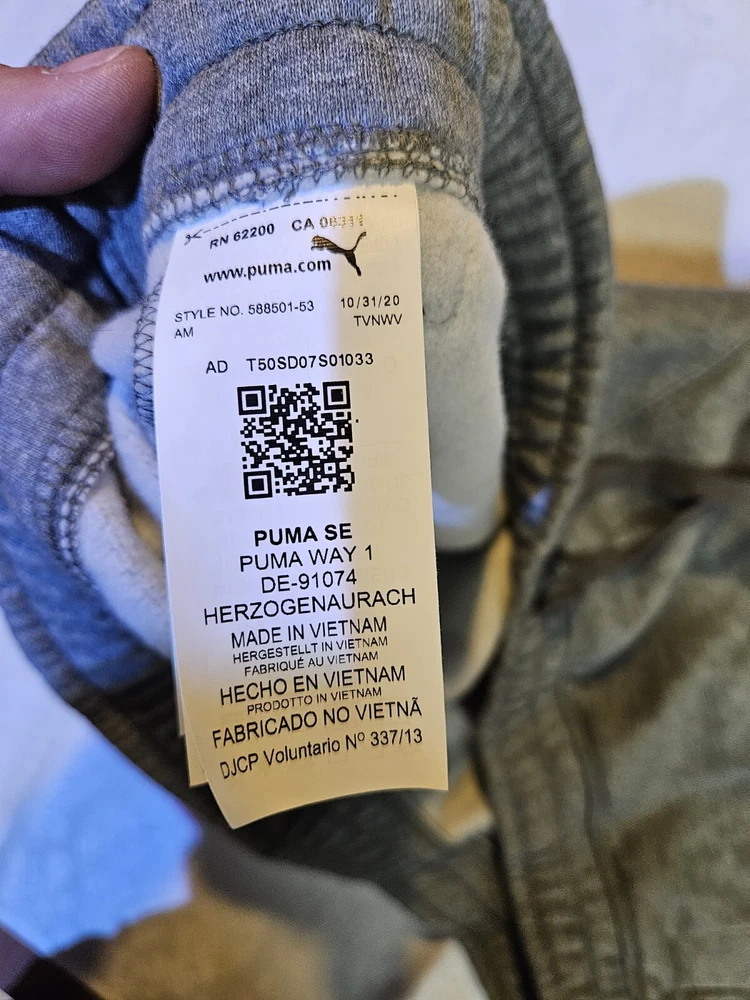 RN 62200 CA
www.puma.com
STYLE NO. 588501-53 10/31/20
AM TVNWV
AD T50SD07S01033
PUMA SE
PUMA WAY 1
DE-91074
HERZOGENAURACH
MADE IN VIETNAM
HERGESTELLT IN VIETNAM
FABRIQUÉ AU VIETNAM
HECHO EN VIETNAM
PRODOTTO IN VIETNAM
FABRICADO NO VIETNÃ
DJCP Voluntario Nº 337/13